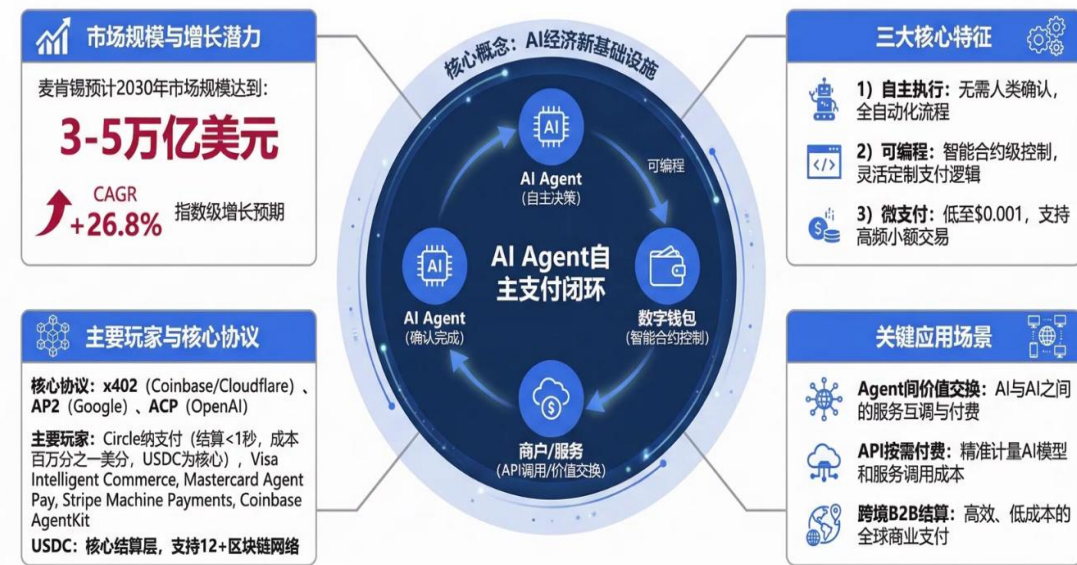 市场规模与增长潜力
麦肯锡预计2030年市场规模达到:
3-5万亿美元
CAGR
+26.8%
指数级增长预期
主要玩家与核心协议
核心协议：x402（Coinbase/Cloudflare）、
AP2（Google）、ACP（OpenAI）
主要玩家：Circle纳支付（结算<1秒，成本
百万分之一美分，USDC为核心），Visa
Intelligent Commerce, Mastercard Agent
Pay, Stripe Machine Payments, Coinbase
AgentKit
USDC：核心结算层，支持12+区块链网络
核心概念：AI经济新基础设施
AI
AI Agent
(自主决策)
可编程
AI Agent自
主支付闭环
数字钱包
(智能合约控制)
商户/服务
(API调用/价值交换)
AI
AI Agent
(确认完成)
三大核心特征
1）自主执行：无需人类确认，
全自动化流程
2）可编程：智能合约级控制，
灵活定制支付逻辑
3）微支付：低至$0.001，支持
高频小额交易
关键应用场景
Agent间价值交换：AI与AI之间
的服务互调与付费
API按需付费：精准计量AI模型
和服务调用成本
跨境B2B结算：高效、低成本的
全球商业支付